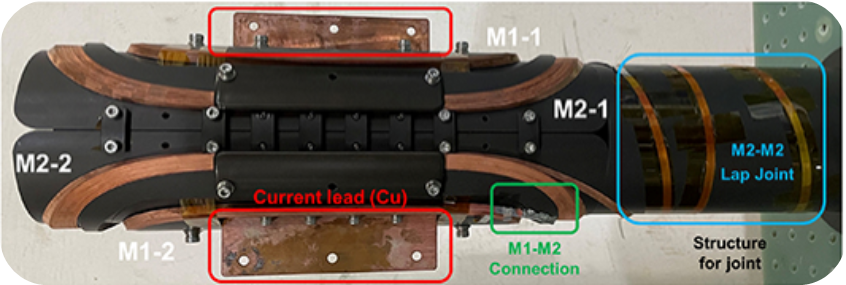 M1-1
M2-1
M2-2
M2-M2
Lap Joint
Current lead (Cu)
M1-2
M1-M2
Connection
Structure
for joint